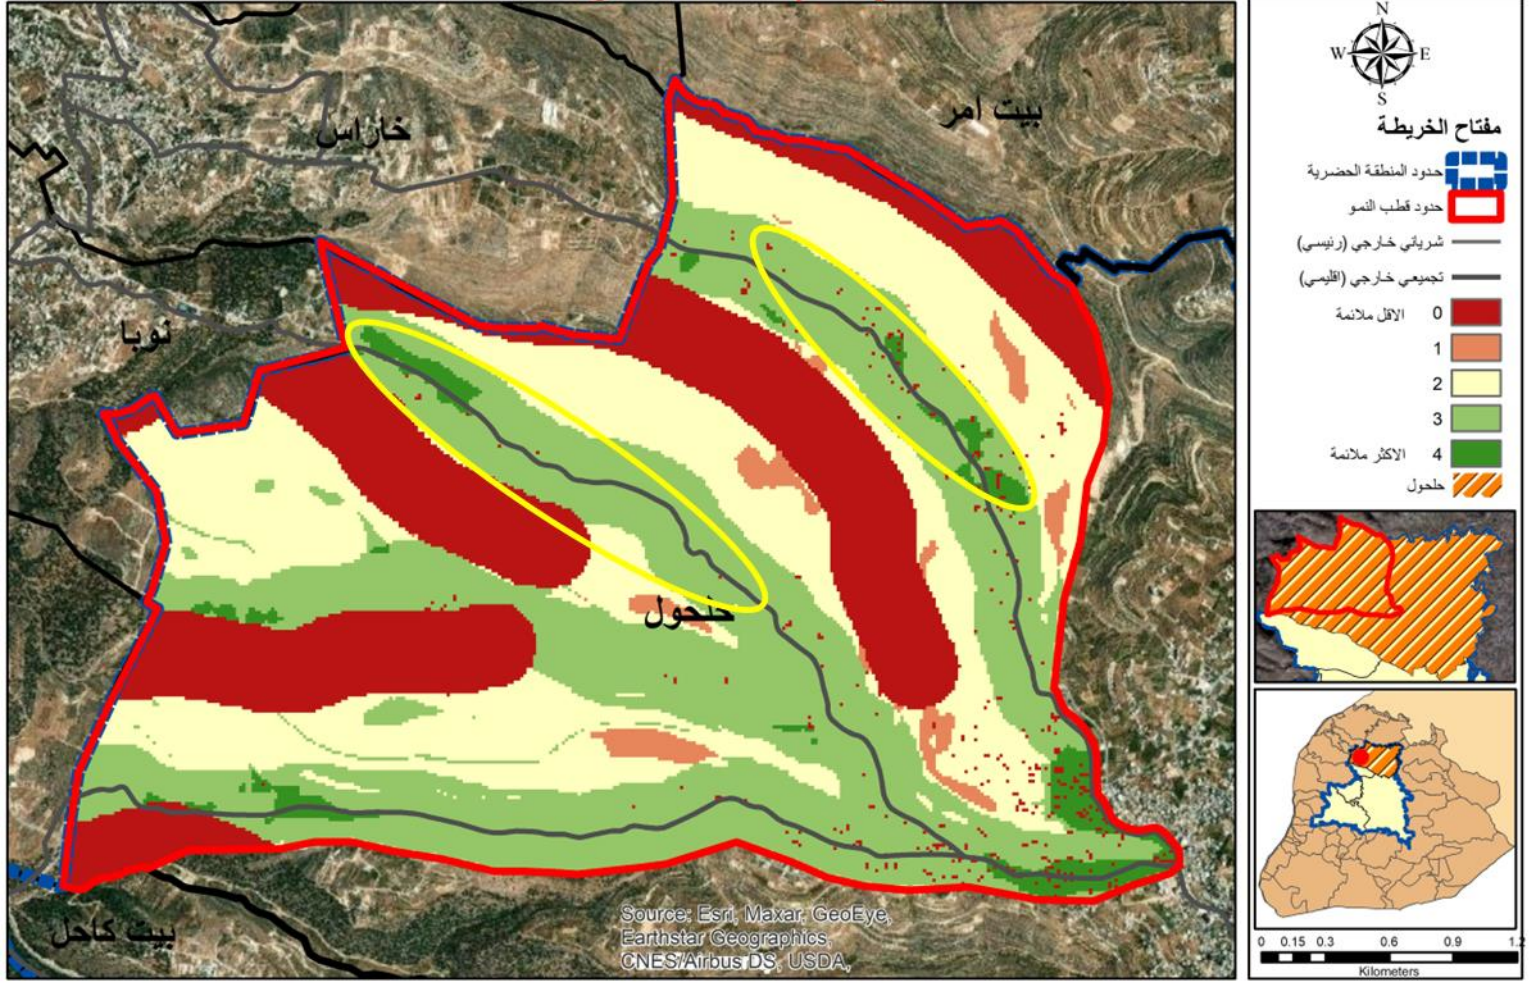 خاراس
بيت امر
نوبا
حلحول
بيت كاحل
Source: Esri, Maxar, GeoEye,
Earthstar Geographics,
CNES/Airbus DS, USDA,
N
W E
S
مفتاح الخريطة
حدود المنطقة الحضرية
حدود قطب النمو
شرياني خارجي (رئيسي)
تجميعي خارجي (اقليمي)
0 الاقل ملائمة
1
2
3
4 الاكثر ملائمة
حلحول
0 0.15 0.3 0.6 0.9 1.2
Kilometers